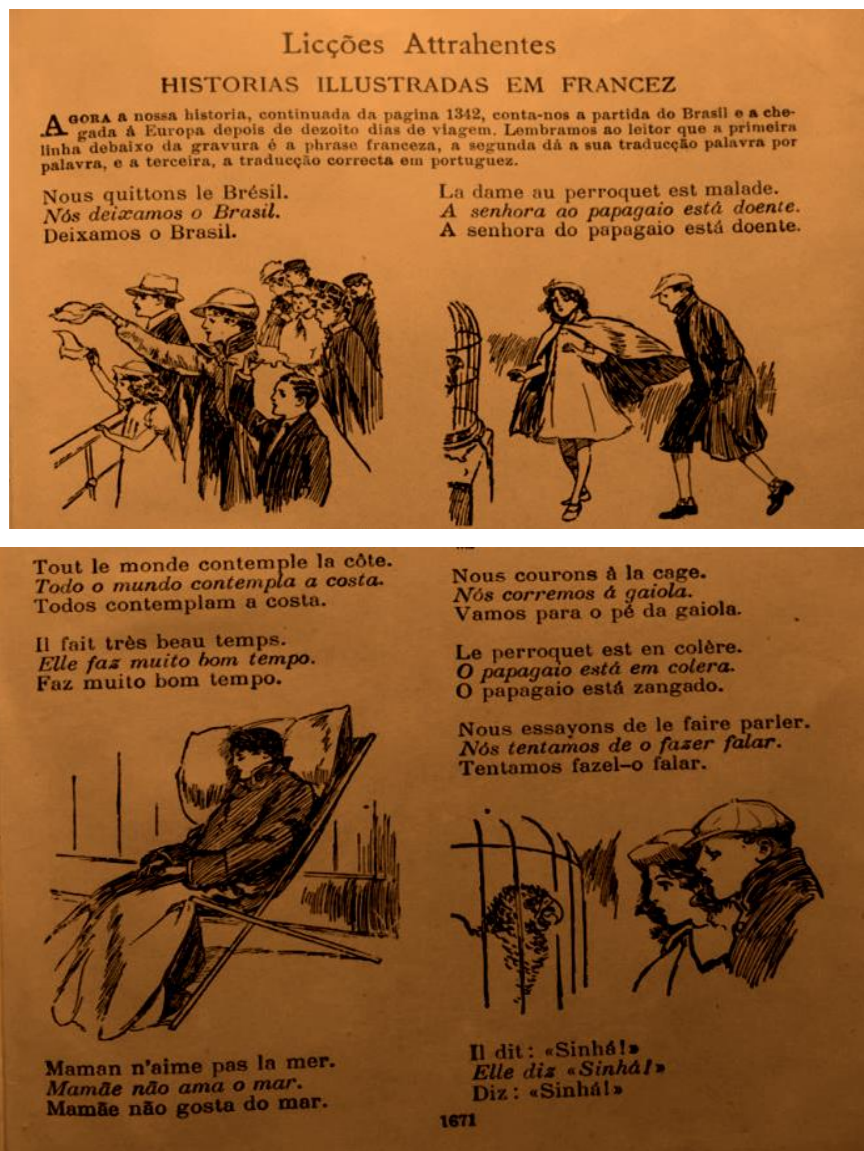 Licções Attrahentes
HISTORIAS ILLUSTRADAS EM FRANCEZ
AGORA a nossa historia, continuada da pagina 1342, conta-nos a partida do Brasil e a che-
gada á Europa depois de dezoito dias de viagem. Lembramos ao leitor que a primeira
linha debaixo da gravura é a phrase franceza, a segunda dá a sua traducção palavra por
palavra, e a terceira, a traducção correcta em portuguez.
Nous quittons le Brésil.
Nós deixamos o Brasil.
Deixamos o Brasil.
La dame au perroquet est malade.
A senhora ao papagaio está doente.
A senhora do papagaio está doente.
Tout le monde contemple la côte.
Todo o mundo contempla a costa.
Todos contemplam a costa.
Il fait très beau temps.
Elle faz muito bom tempo.
Faz muito bom tempo.
Maman n'aime pas la mer.
Mamãe não ama o mar.
Mamãe não gosta do mar.
Nous courons à la cage.
Nós corremos á gaiola.
Vamos para o pé da gaiola.
Le perroquet est en colère.
O papagaio está em colera.
O papagaio está zangado.
Nous essayons de le faire parler.
Nós tentamos de o fazer falar.
Tentamos fazel-o falar.
Il dit: «Sinhá!»
Elle diz «Sinhá!»
Diz: «Sinhá!»
1671